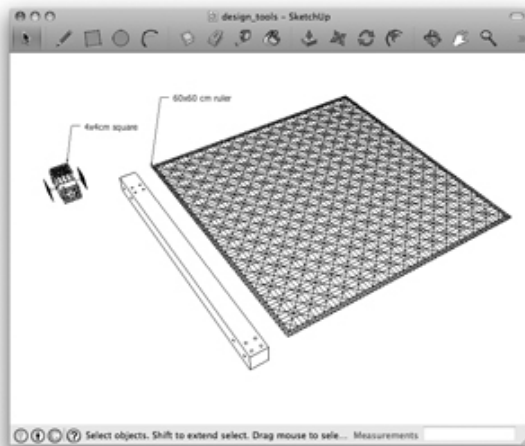 design_tools - SketchUp
60x60 cm ruler
4x4cm square
Select objects. Shift to extend select. Drag mouse to sele... Measurements